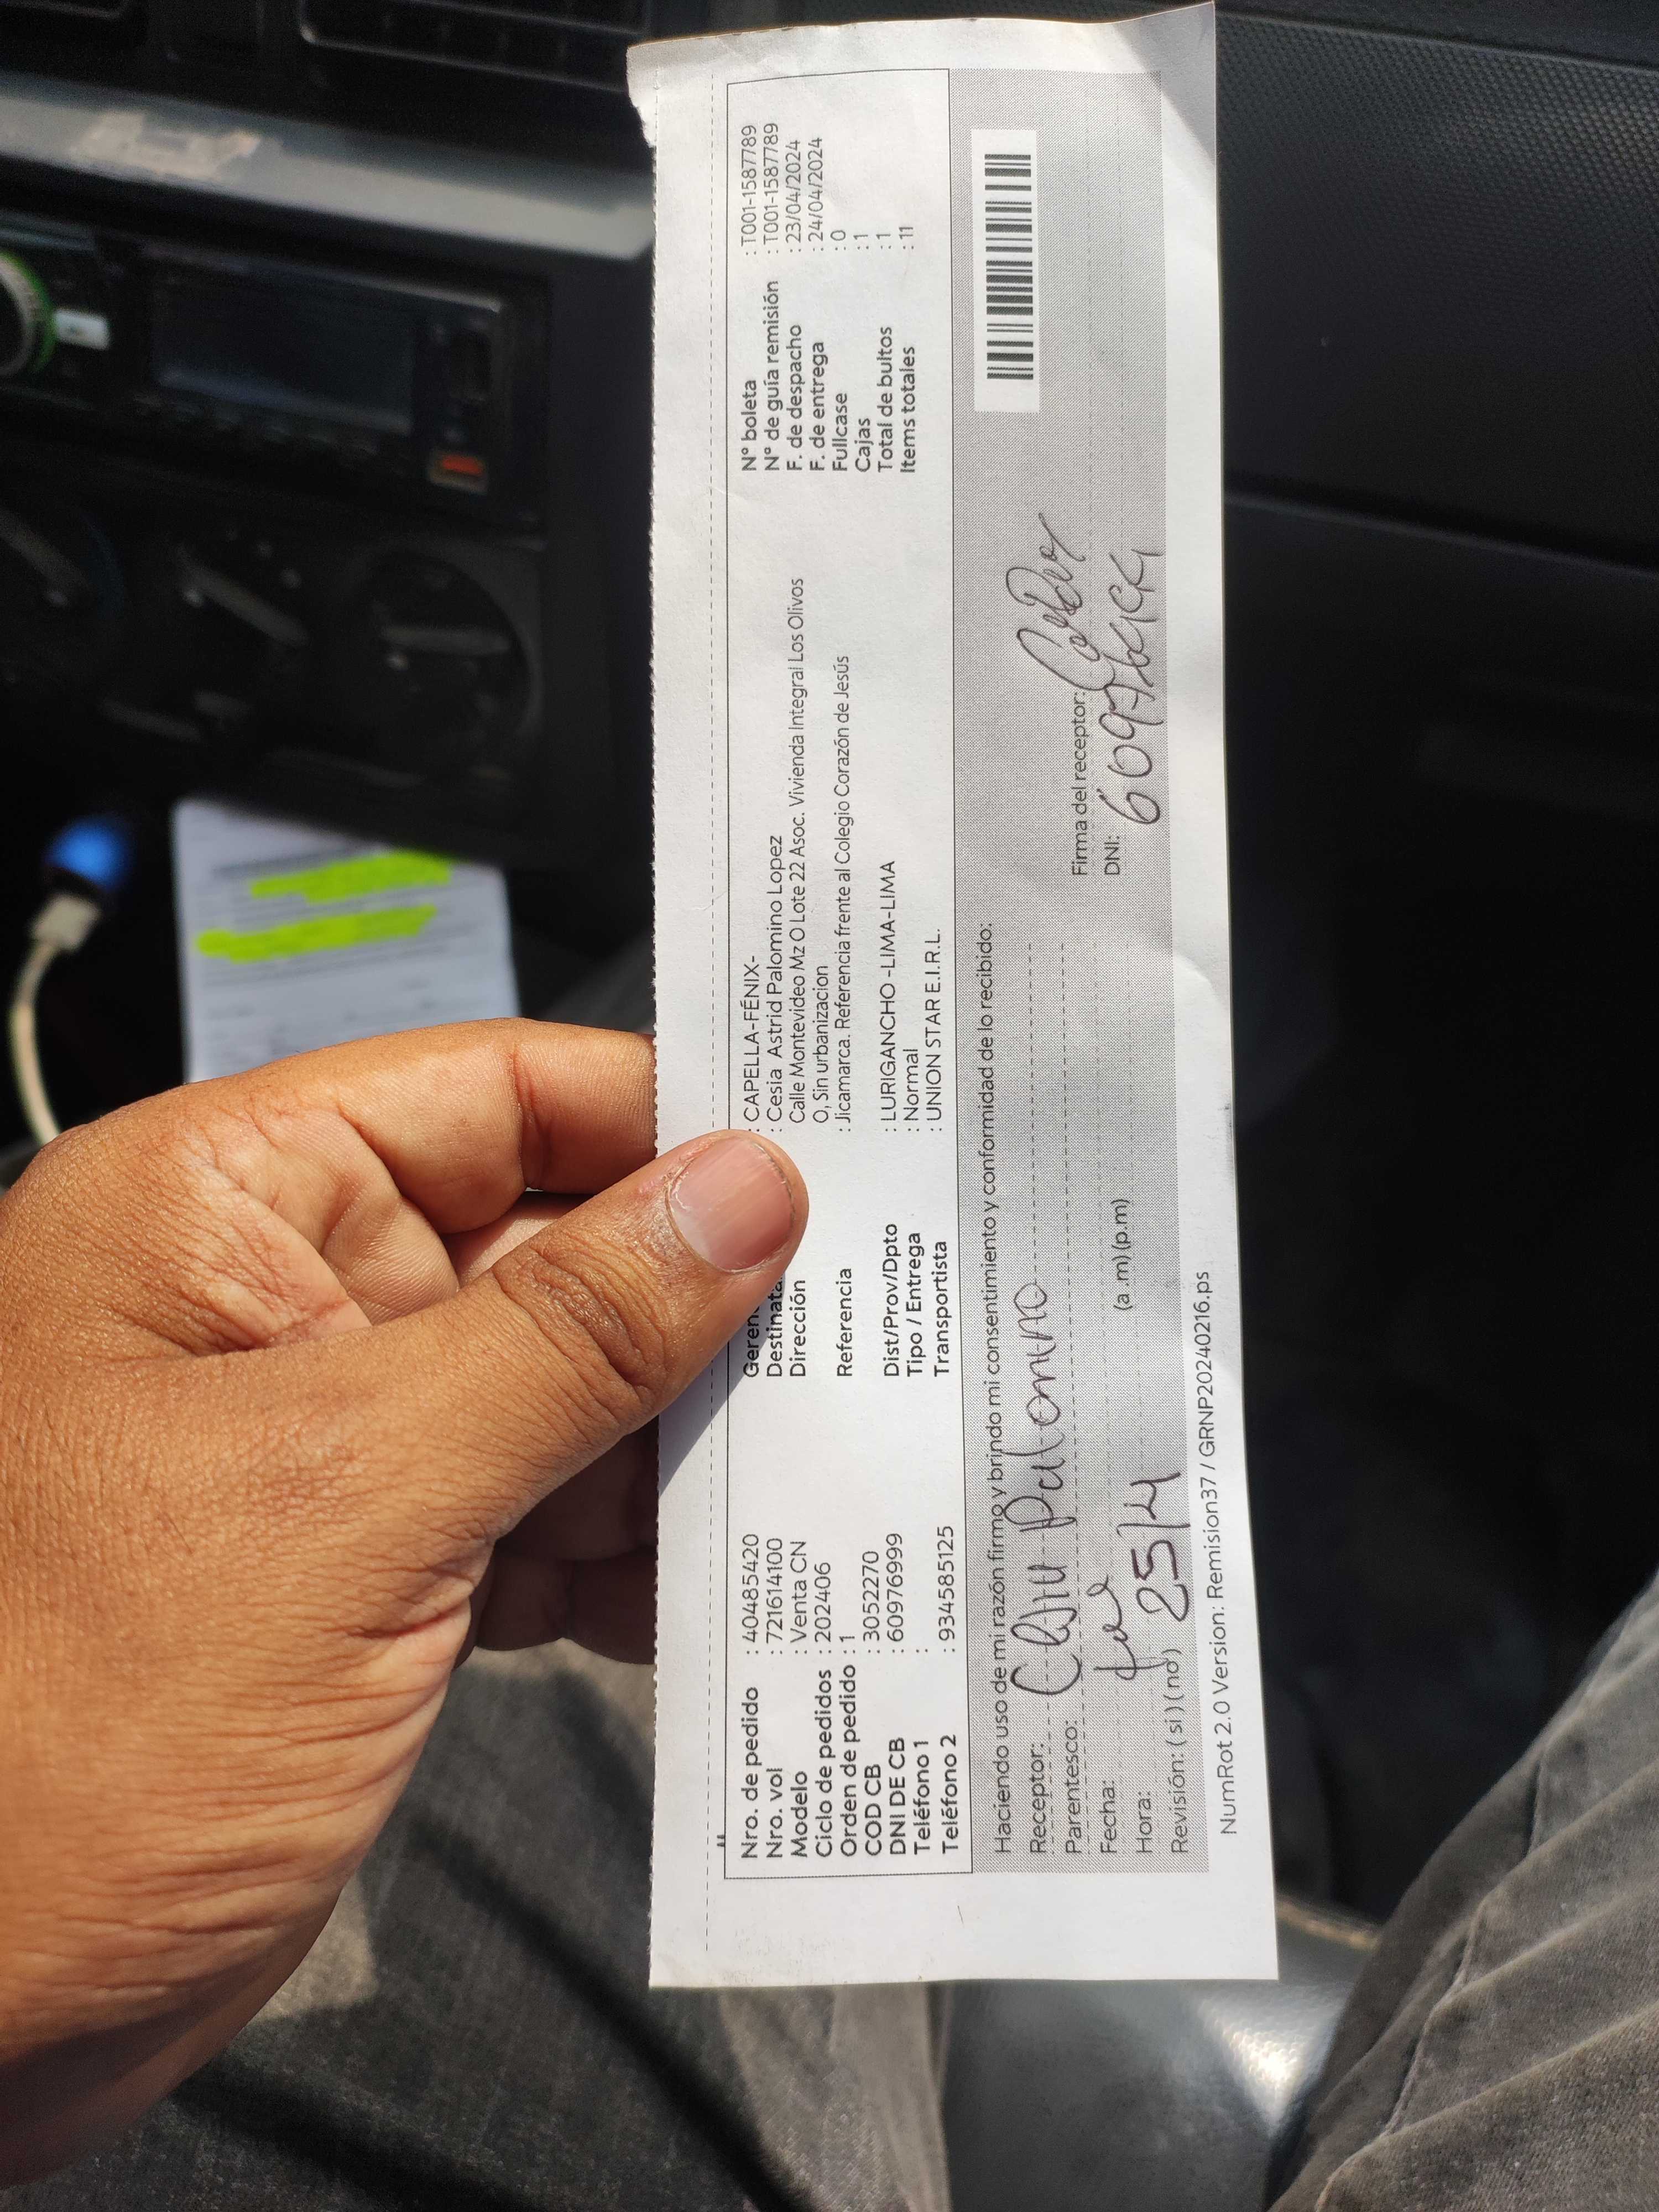 Nro. de pedido : 40485420
Nro. vol : 721614100
Modelo : Venta CN
Ciclo de pedidos : 202406
Orden de pedido : 1
COD CB : 3052270
DNI DE CB : 60976999
Teléfono 1 :
Teléfono 2 : 934585125
Geren : CAPELLA-FÉNIX-
Destinata : Cesia Astrid Palomino Lopez
Dirección Calle Montevideo Mz O Lote 22 Asoc. Vivienda Integral Los Olivos
O, Sin urbanizacion
Referencia : Jicamarca. Referencia frente al Colegio Corazón de Jesús
Dist/Prov/Dpto : LURIGANCHO -LIMA-LIMA
Tipo / Entrega : Normal
Transportista : UNION STAR E.I.R.L.
N° boleta : T001-1587789
N° de guía remisión : T001-1587789
F. de despacho : 23/04/2024
F. de entrega : 24/04/2024
Fullcase : 0
Cajas : 1
Total de bultos : 1
Items totales : 11
Haciendo uso de mi razón firmo y brindo mi consentimiento y conformidad de lo recibido:
Receptor: Palomino
Parentesco:
Fecha:
Hora: 25/4 (a .m) (p.m)
Revisión: ( si ) ( no )
Firma del receptor:
DNI:
NumRot 2.0 Version: Remision37 / GRNP20240216.ps